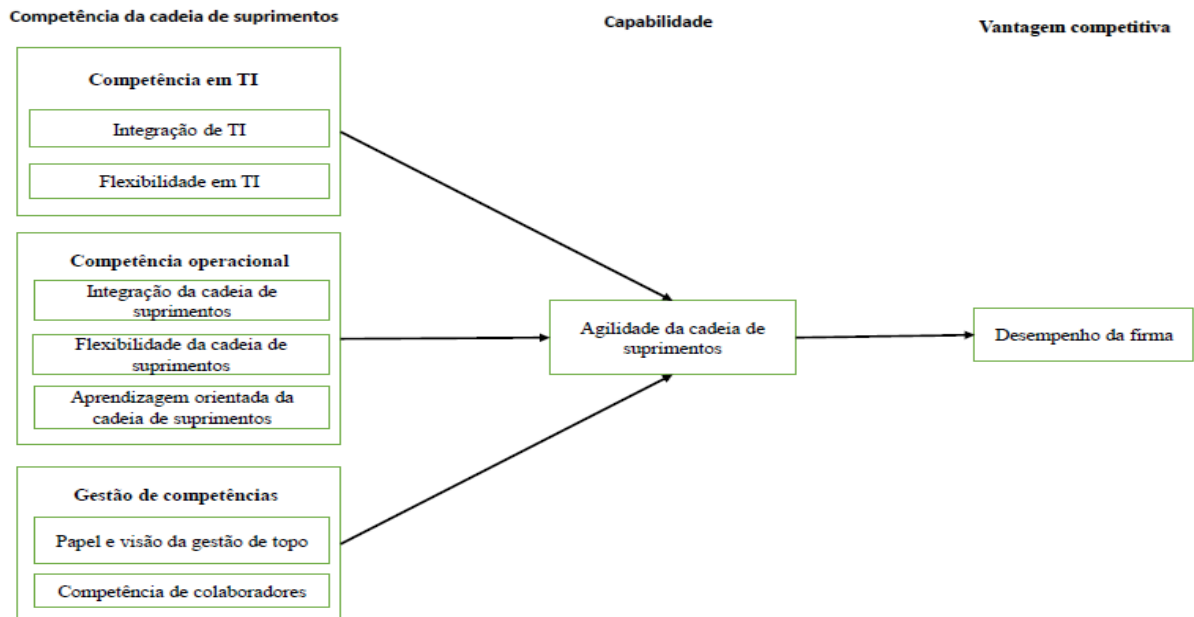 Competência da cadeia de suprimentos
Capabilidade
Vantagem competitiva
Competência em TI
Integração de TI
Flexibilidade em TI
Competência operacional
Integração da cadeia de
suprimentos
Flexibilidade da cadeia de
suprimentos
Aprendizagem orientada da
cadeia de suprimentos
Gestão de competências
Papel e visão da gestão de topo
Competência de colaboradores
Agilidade da cadeia de
suprimentos
Desempenho da firma